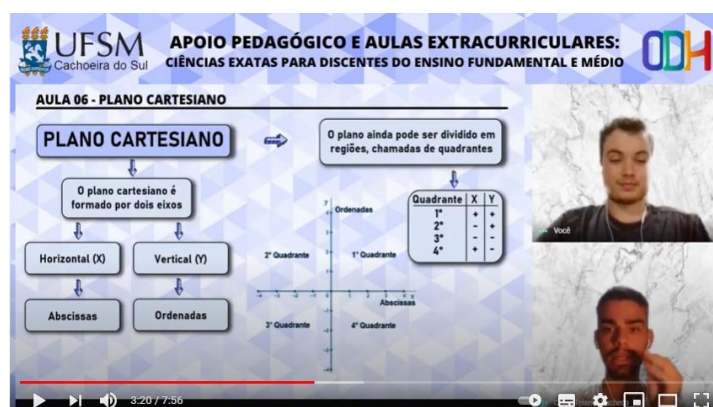 UFSM
Cachoeira do Sul
APOIO PEDAGÓGICO E AULAS EXTRACURRICULARES:
CIÊNCIAS EXATAS PARA DISCENTES DO ENSINO FUNDAMENTAL E MÉDIO
ODH
AULA 06 - PLANO CARTESIANO
PLANO CARTESIANO
O plano cartesiano é
formado por dois eixos
Horizontal (X)
Vertical (Y)
Abscissas
Ordenadas
O plano ainda pode ser dividido em
regiões, chamadas de quadrantes
Quadrante X Y
1° + +
2° - +
3° - -
4° + -
y
Ordenadas
2° Quadrante
1° Quadrante
x
Abscissas
3° Quadrante
4° Quadrante
Você
3:20 / 7:56